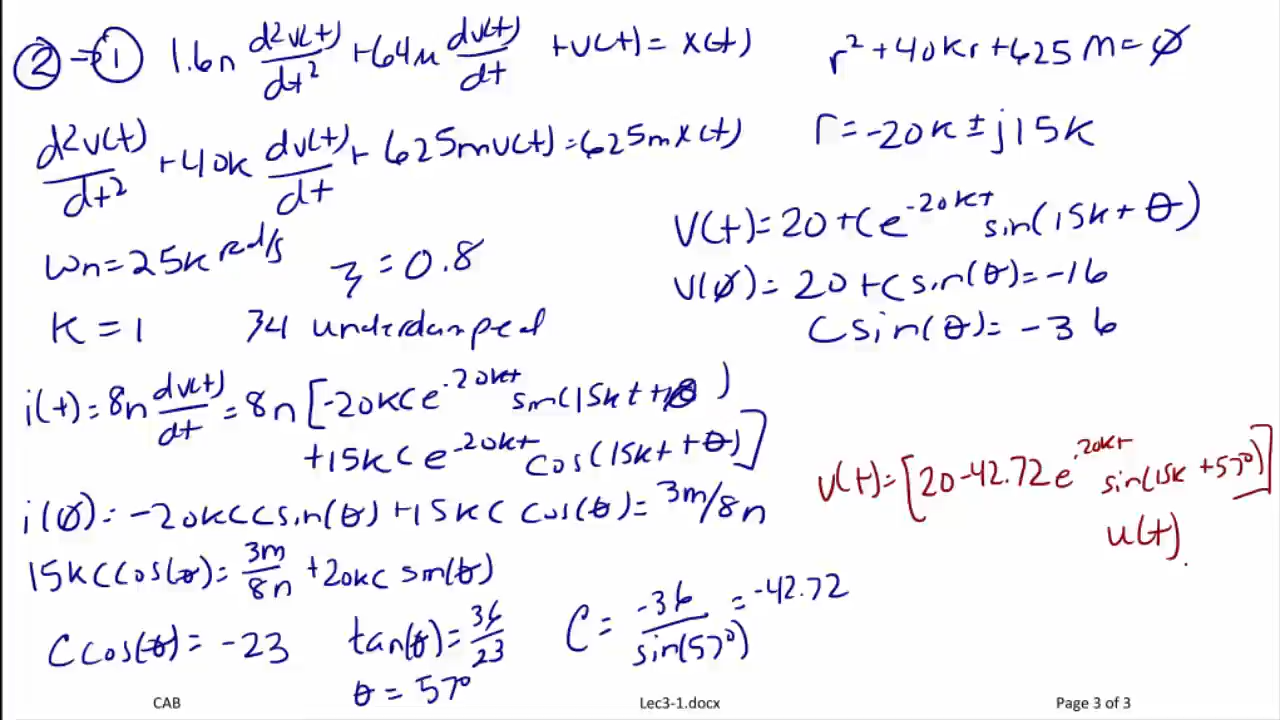 ② → ① 1.6n d²v(t)/dt² + 64μ dv(t)/dt + v(t) = x(t)
d²v(t)/dt² + 40k dv(t)/dt + 625m v(t) = 625m x(t)
ωn = 25k rad/s ζ = 0.8
K = 1 34 underdamped
i(t) = 8n dv(t)/dt = 8n [-20kCe^-20kt sin(15kt + θ)
+15kCe^-20kt cos(15kt + θ)]
i(ø) = -20kC sin(θ) + 15kC cos(θ) = 3m/8n
15kC cos(θ) = 3m/8n + 20kC sin(θ)
C cos(θ) = -23 tan(θ) = 36/23
θ = 57°
C = -36/sin(57°) = -42.72
r² + 40kr + 625M = ø
r = -20k ± j15k
v(t) = 20 + Ce^-20kt sin(15kt + θ)
v(ø) = 20 + C sin(θ) = -16
C sin(θ) = -36
v(t) = [20 - 42.72e^-20kt sin(15k + 57°)]
u(t)
CAB Lec3-1.docx Page 3 of 3